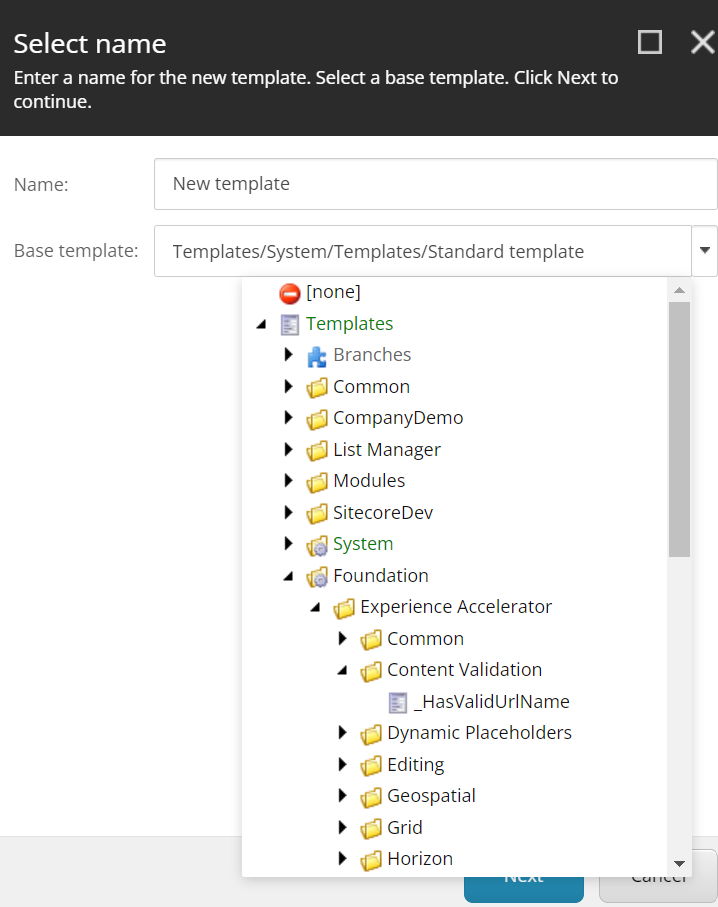 Select name
Enter a name for the new template. Select a base template. Click Next to
continue.
Name:
New template
Base template:
Templates/System/Templates/Standard template
[none]
Templates
Branches
Common
CompanyDemo
List Manager
Modules
SitecoreDev
System
Foundation
Experience Accelerator
Common
Content Validation
_HasValidUrlName
Dynamic Placeholders
Editing
Geospatial
Grid
Horizon
Next
Cancel